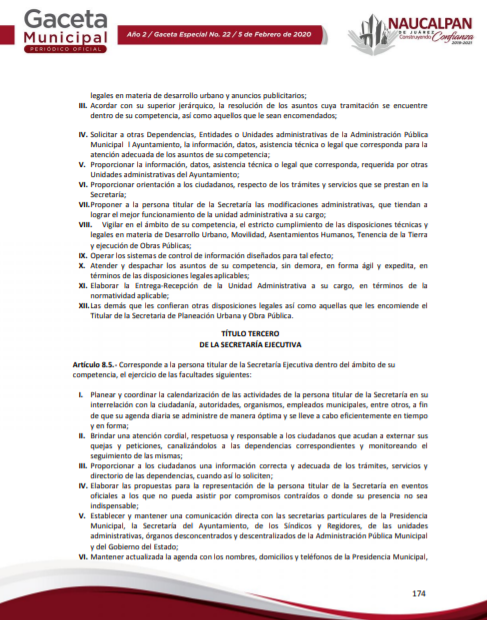 Gaceta
Municipal
PERIÓDICO OFICIAL
Año 2 / Gaceta Especial No. 22 / 5 de Febrero de 2020
NAUCALPAN
DE JUÁREZ
Construyendo Confianza
2019-2021
legales en materia de desarrollo urbano y anuncios publicitarios;
III. Acordar con su superior jerárquico, la resolución de los asuntos cuya tramitación se encuentre
dentro de su competencia, así como aquellos que le sean encomendados;
IV. Solicitar a otras Dependencias, Entidades o Unidades administrativas de la Administración Pública
Municipal l Ayuntamiento, la información, datos, asistencia técnica o legal que corresponda para la
atención adecuada de los asuntos de su competencia;
V. Proporcionar la información, datos, asistencia técnica o legal que corresponda, requerida por otras
Unidades administrativas del Ayuntamiento;
VI. Proporcionar orientación a los ciudadanos, respecto de los trámites y servicios que se prestan en la
Secretaría;
VII.Proponer a la persona titular de la Secretaría las modificaciones administrativas, que tiendan a
lograr el mejor funcionamiento de la unidad administrativa a su cargo;
VIII. Vigilar en el ámbito de su competencia, el estricto cumplimiento de las disposiciones técnicas y
legales en materia de Desarrollo Urbano, Movilidad, Asentamientos Humanos, Tenencia de la Tierra
y ejecución de Obras Públicas;
IX. Operar los sistemas de control de información diseñados para tal efecto;
X. Atender y despachar los asuntos de su competencia, sin demora, en forma ágil y expedita, en
términos de las disposiciones legales aplicables;
XI. Elaborar la Entrega-Recepción de la Unidad Administrativa a su cargo, en términos de la
normatividad aplicable;
XII. Las demás que les confieran otras disposiciones legales así como aquellas que les encomiende el
Titular de la Secretaria de Planeación Urbana y Obra Pública.
TÍTULO TERCERO
DE LA SECRETARÍA EJECUTIVA
Artículo 8.5.- Corresponde a la persona titular de la Secretaría Ejecutiva dentro del ámbito de su
competencia, el ejercicio de las facultades siguientes:
I. Planear y coordinar la calendarización de las actividades de la persona titular de la Secretaría en su
interrelación con la ciudadanía, autoridades, organismos, empleados municipales, entre otros, a fin
de que su agenda diaria se administre de manera óptima y se lleve a cabo eficientemente en tiempo
y en forma;
II. Brindar una atención cordial, respetuosa y responsable a los ciudadanos que acudan a externar sus
quejas y peticiones, canalizándolos a las dependencias correspondientes y monitoreando el
seguimiento de las mismas;
III. Proporcionar a los ciudadanos una información correcta y adecuada de los trámites, servicios y
directorio de las dependencias, cuando así lo soliciten;
IV. Elaborar las propuestas para la representación de la persona titular de la Secretaría en eventos
oficiales a los que no pueda asistir por compromisos contraídos o donde su presencia no sea
indispensable;
V. Establecer y mantener una comunicación directa con las secretarias particulares de la Presidencia
Municipal, la Secretaría del Ayuntamiento, de los Síndicos y Regidores, de las unidades
administrativas, órganos desconcentrados y descentralizados de la Administración Pública Municipal
y del Gobierno del Estado;
VI. Mantener actualizada la agenda con los nombres, domicilios y teléfonos de la Presidencia Municipal,
174